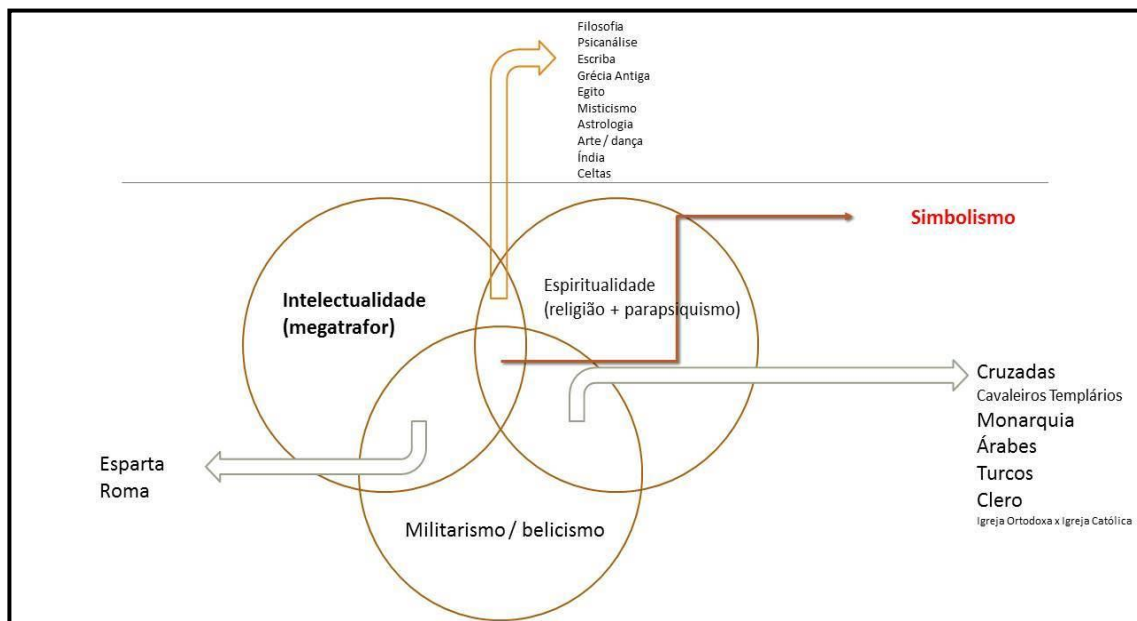 Filosofia
Psicanálise
Escriba
Grécia Antiga
Egito
Misticismo
Astrologia
Arte / dança
Índia
Celtas
Simbolismo
Intelectualidade
(megatrafor)
Espiritualidade
(religião + parapsiquismo)
Cruzadas
Cavaleiros Templários
Monarquia
Árabes
Turcos
Clero
Igreja Ortodoxa x Igreja Católica
Esparta
Roma
Militarismo / belicismo